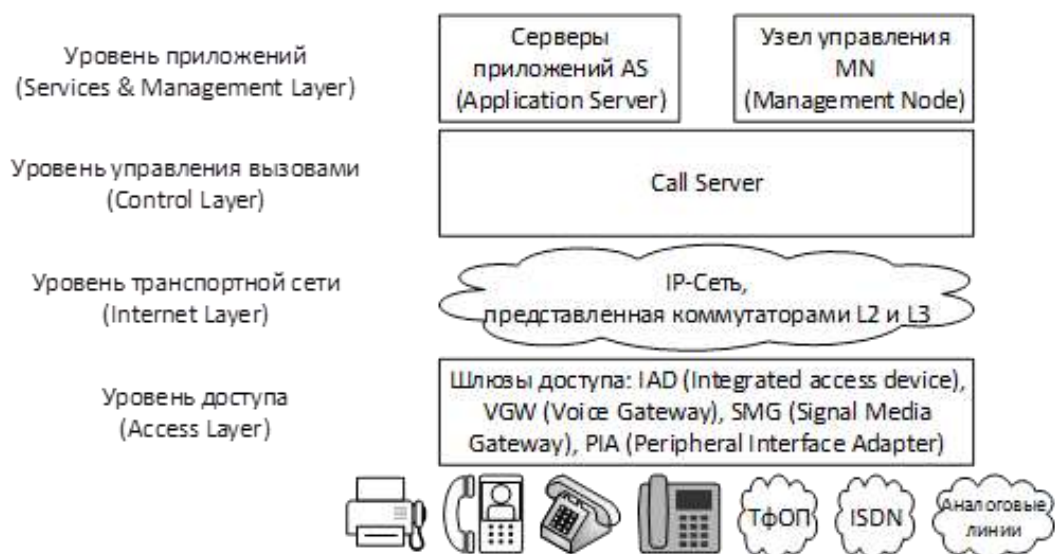 Уровень приложений
(Services & Management Layer)
Серверы
приложений AS
(Application Server)
Узел управления
MN
(Management Node)
Уровень управления вызовами
(Control Layer)
Call Server
Уровень транспортной сети
(Internet Layer)
IP-Сеть,
представленная коммутаторами L2 и L3
Уровень доступа
(Access Layer)
Шлюзы доступа: IAD (Integrated access device),
VGW (Voice Gateway), SMG (Signal Media
Gateway), PIA (Peripheral Interface Adapter)
ТфОП
ISDN
Аналоговые
линии